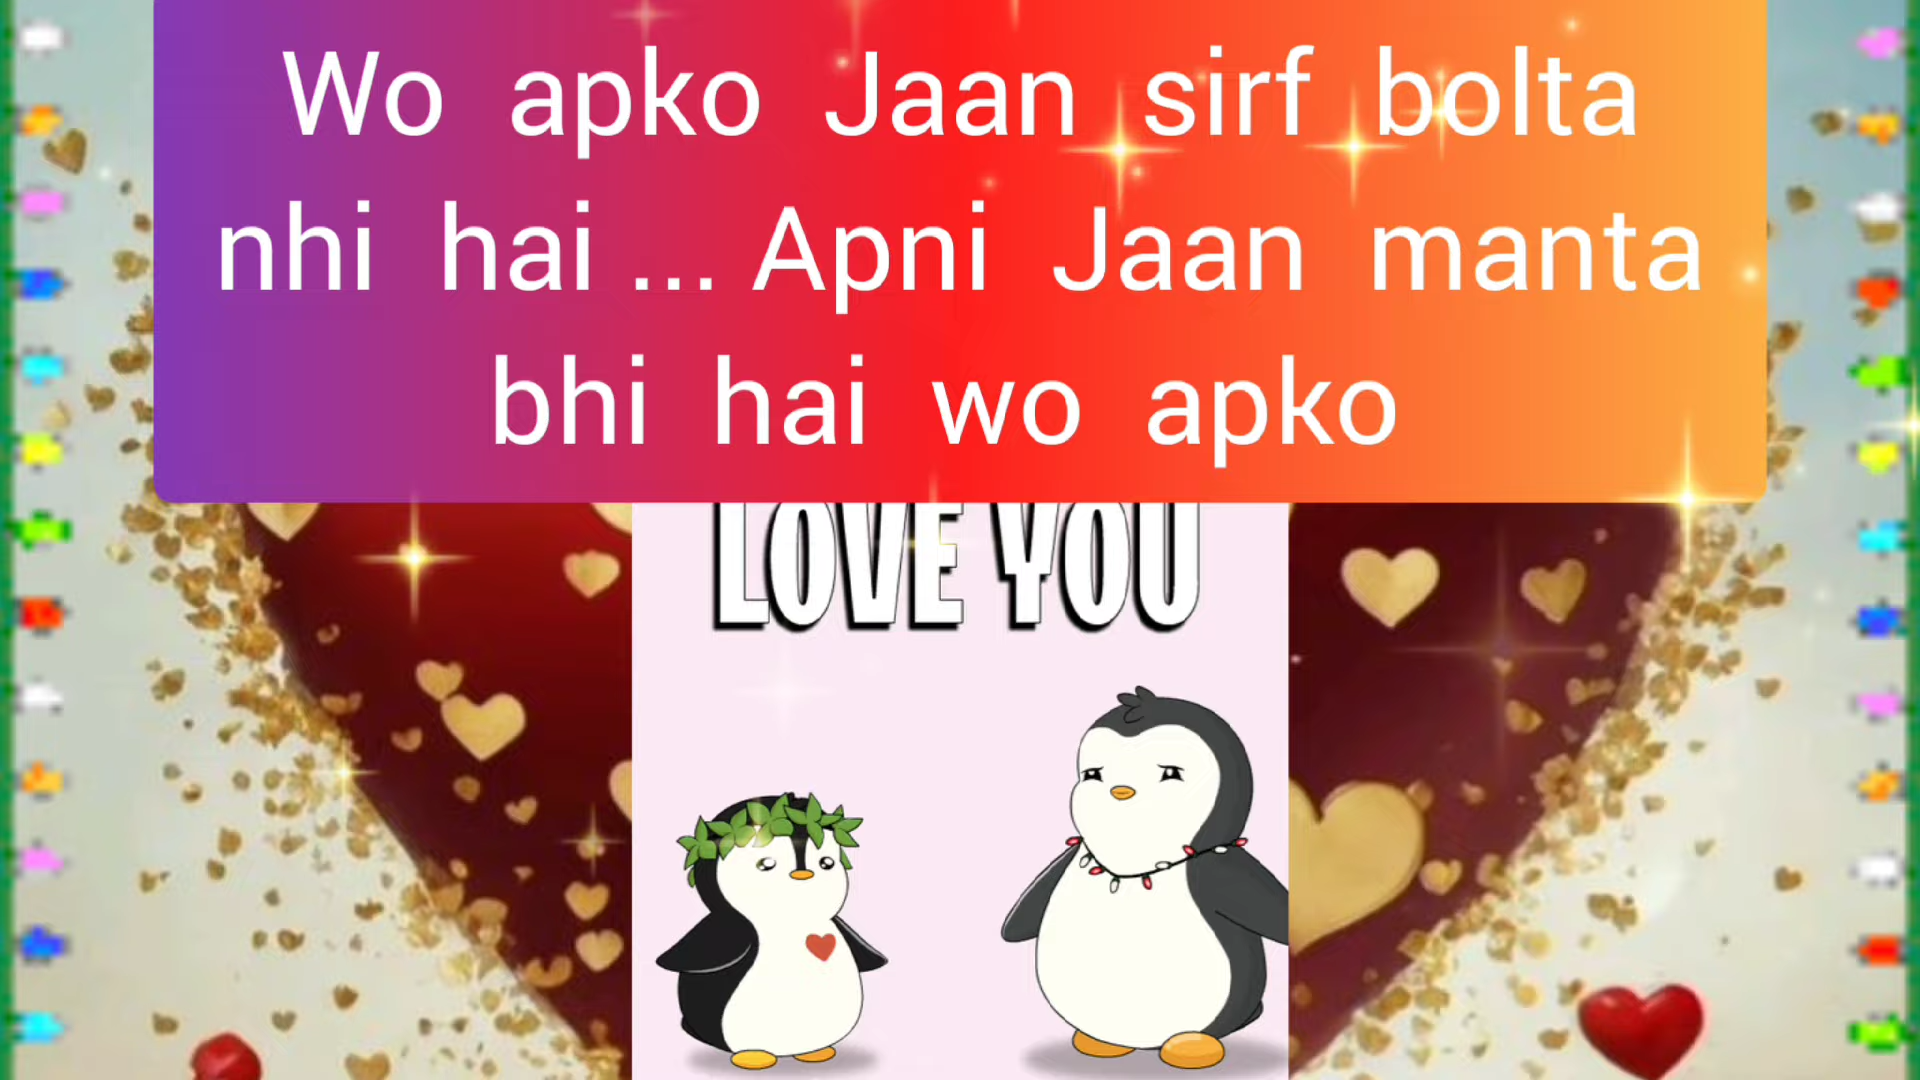 Wo apko Jaan sirf bolta
nhi hai ... Apni Jaan manta
bhi hai wo apko
LOVE YOU